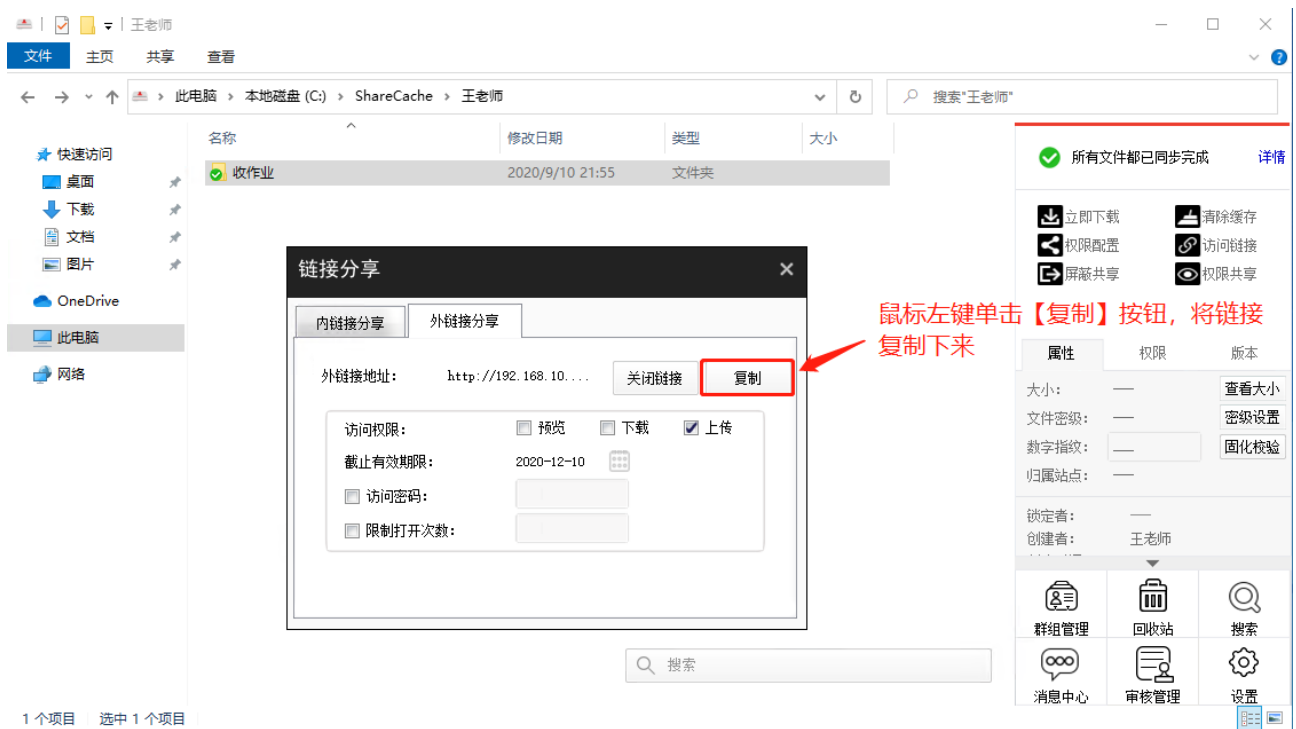 王老师
文件 主页 共享 查看
此电脑 › 本地磁盘 (C:) › ShareCache › 王老师
搜索"王老师"
名称 修改日期 类型 大小
收作业 2020/9/10 21:55 文件夹
快速访问
桌面
下载
文档
图片
OneDrive
此电脑
网络
链接分享
内链接分享 外链接分享
外链接地址: http://192.168.10.... 关闭链接 复制
访问权限: 预览 下载 上传
截止有效期限: 2020-12-10
访问密码:
限制打开次数:
鼠标左键单击【复制】按钮，将链接
复制下来
所有文件都已同步完成 详情
立即下载 清除缓存
权限配置 访问链接
屏蔽共享 权限共享
属性 权限 版本
大小: —— 查看大小
文件密级: —— 密级设置
数字指纹: —— 固化校验
归属站点: ——
锁定者: ——
创建者: 王老师
群组管理 回收站 搜索
消息中心 审核管理 设置
搜索
1 个项目 选中 1 个项目